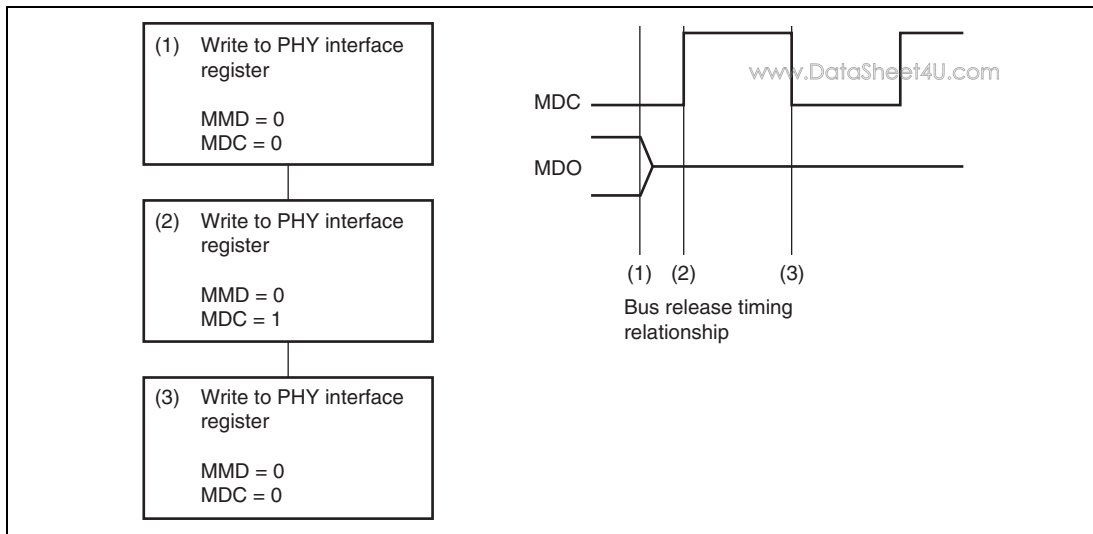 (1) Write to PHY interface
register
MMD = 0
MDC = 0
(2) Write to PHY interface
register
MMD = 0
MDC = 1
(3) Write to PHY interface
register
MMD = 0
MDC = 0
www.DataSheet4U.com
MDC
MDO
(1) (2) (3)
Bus release timing
relationship